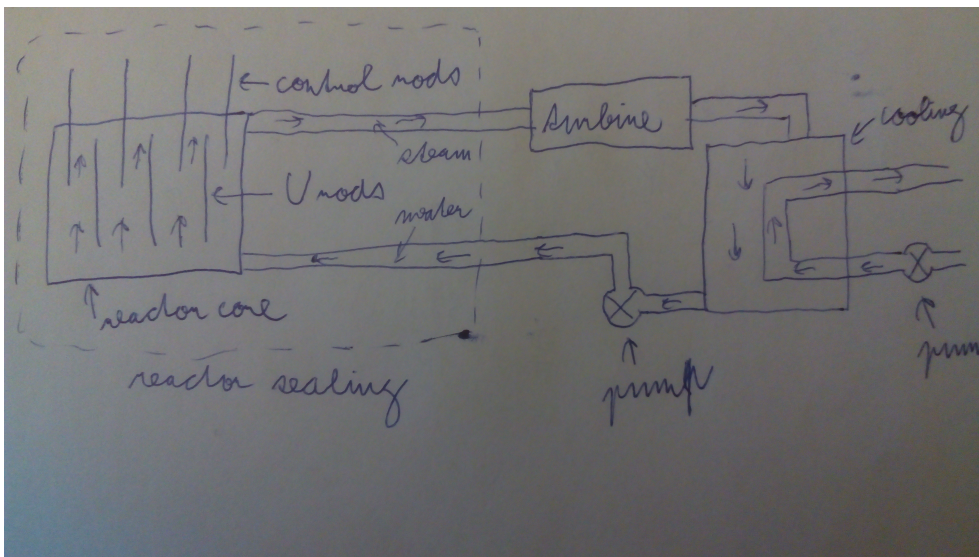 control rods
turbine
cooling
steam
U rods
water
reactor core
reactor sealing
pump
pump